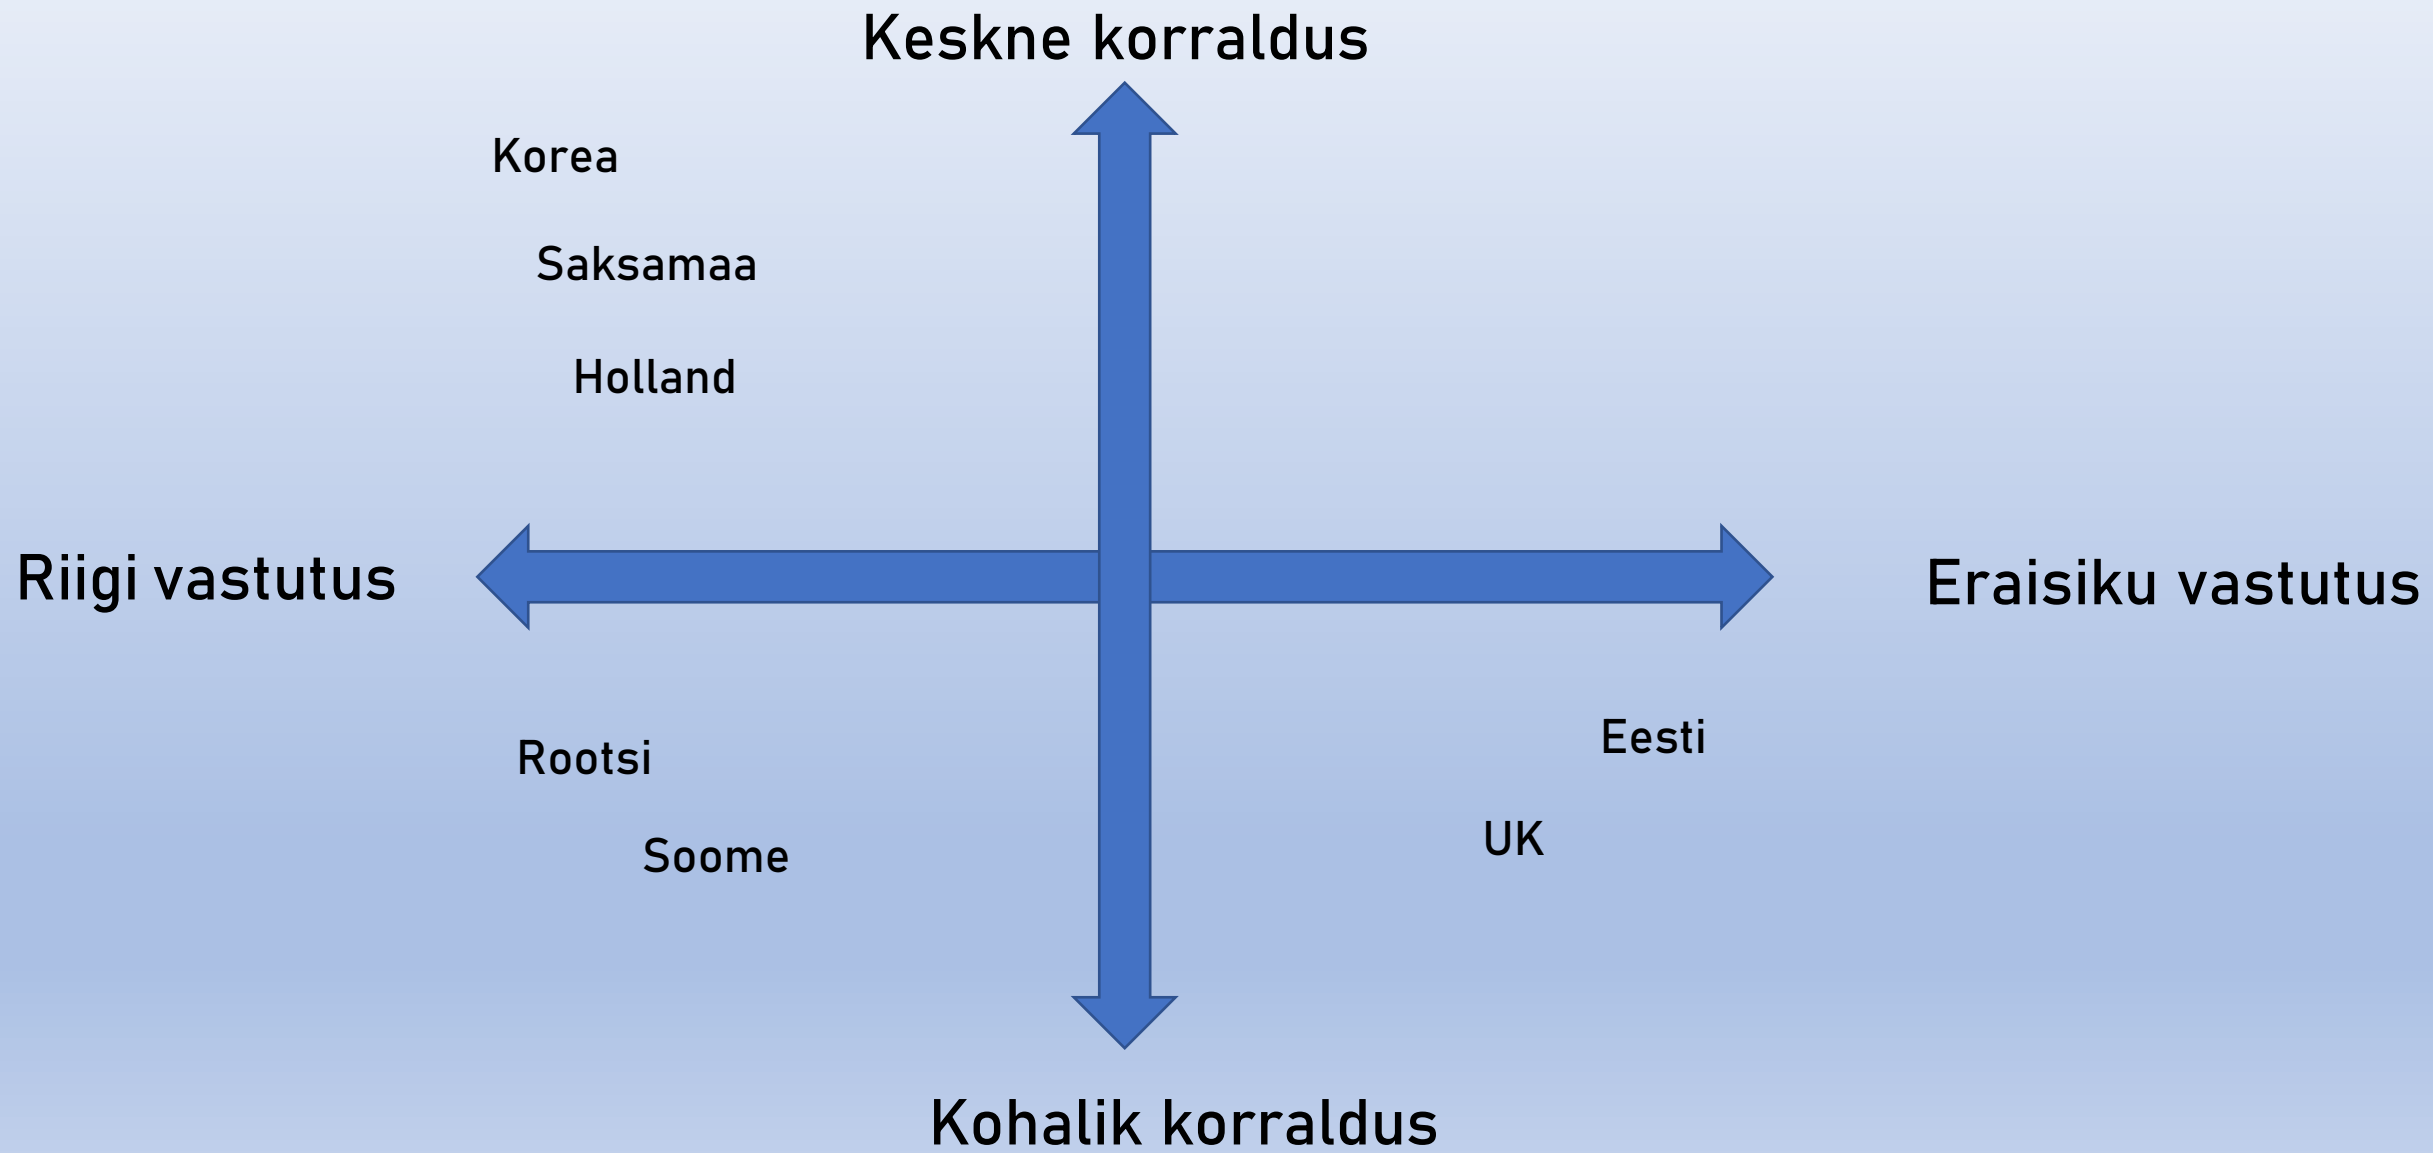 Keskne korraldus
Korea
Saksamaa
Holland
Riigi vastutus
Eraisiku vastutus
Rootsi
Eesti
Soome
UK
Kohalik korraldus